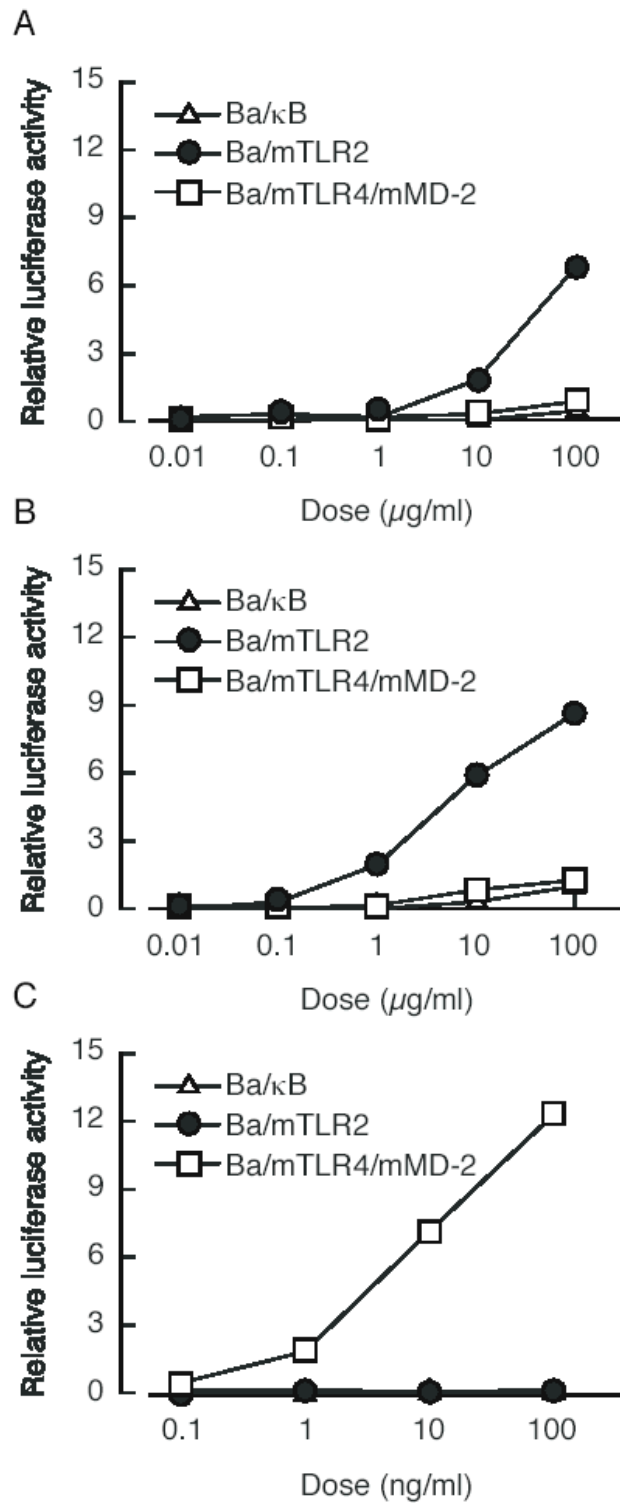 A
Relative luciferase activity
15
12
9
6
3
0
Ba/κB
Ba/mTLR2
Ba/mTLR4/mMD-2
0.01 0.1 1 10 100
Dose (µg/ml)
B
Relative luciferase activity
15
12
9
6
3
0
Ba/κB
Ba/mTLR2
Ba/mTLR4/mMD-2
0.01 0.1 1 10 100
Dose (µg/ml)
C
Relative luciferase activity
15
12
9
6
3
0
Ba/κB
Ba/mTLR2
Ba/mTLR4/mMD-2
0.1 1 10 100
Dose (ng/ml)